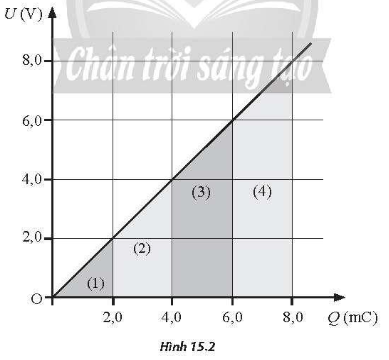 U (V)
Chân trời sáng tạo
8,0
6,0
4,0
2,0
O
(1)
(2)
(3)
(4)
2,0 4,0 6,0 8,0 Q (mC)
Hình 15.2